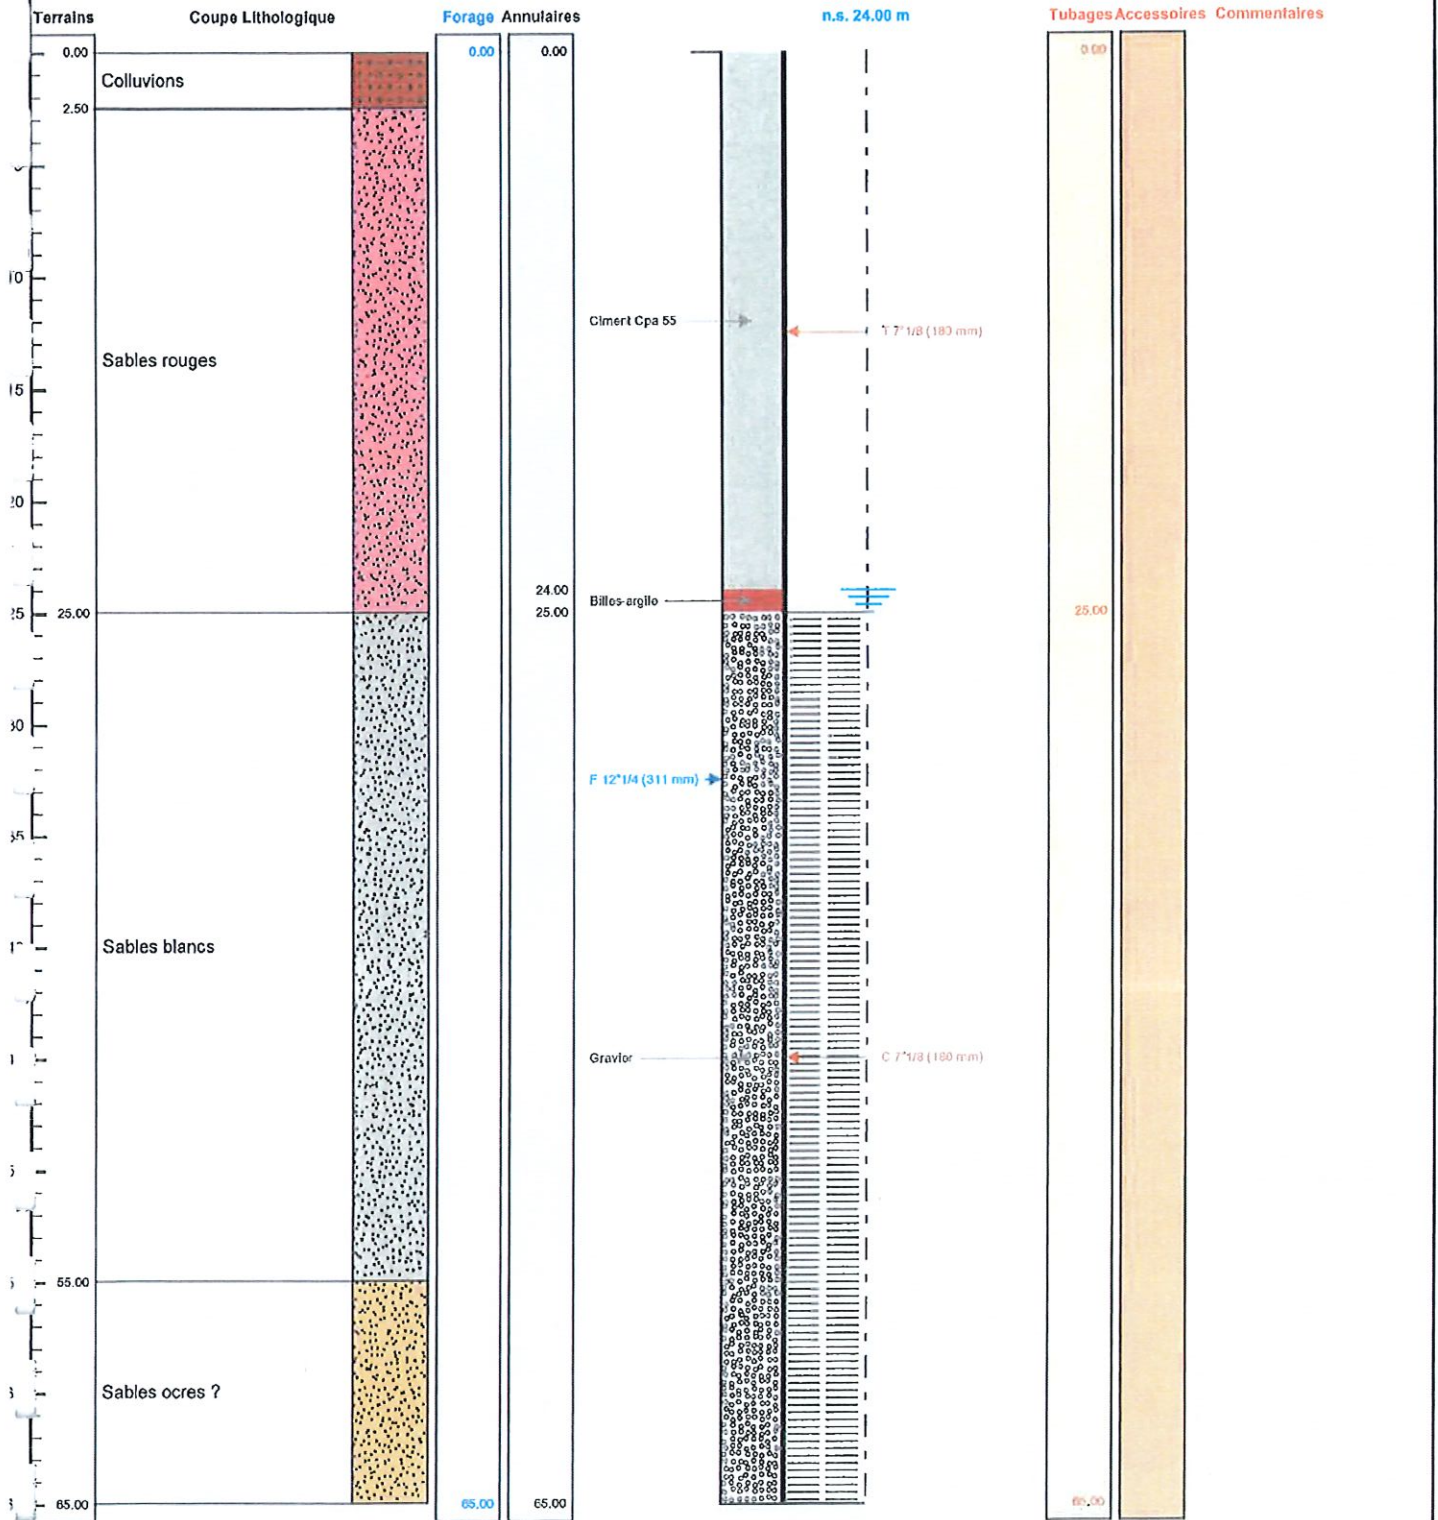 Terrains Coupe Lithologique Forage Annulaires n.s. 24.00 m Tubages Accessoires Commentaires
0.00 0.00 0.00 0.00
Colluvions
2.50
10
Ciment Cpa 55 T 7"1/8 (180 mm)
Sables rouges
15
20
24.00
Billes-argile
25 25.00 25.00 25.00
30
F 12"1/4 (311 mm)
35
Sables blancs
Gravier C 7"1/8 (180 mm)
55.00
Sables ocres ?
65.00 65.00 65.00 65.00